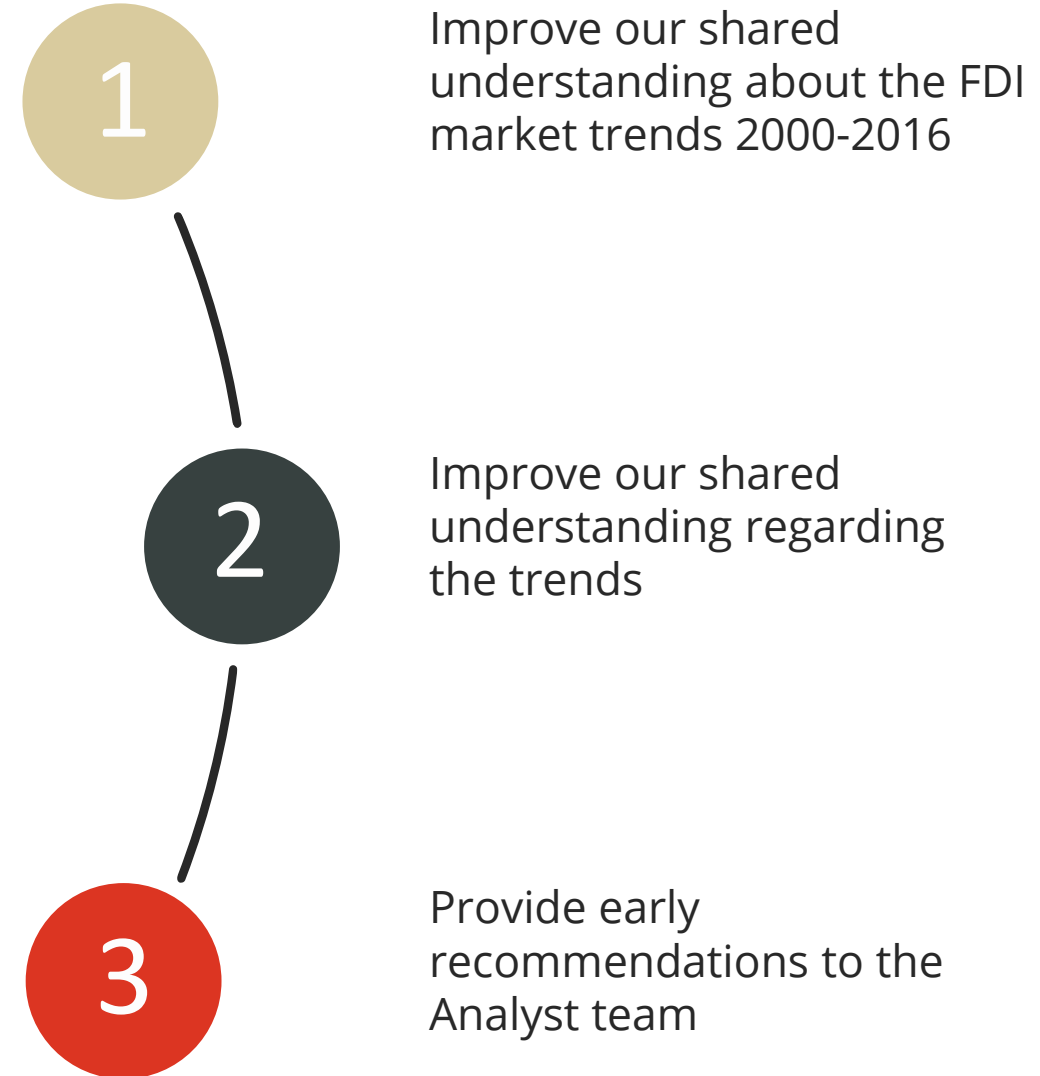 1
Improve our shared
understanding about the FDI
market trends 2000-2016
2
Improve our shared
understanding regarding
the trends
3
Provide early
recommendations to the
Analyst team